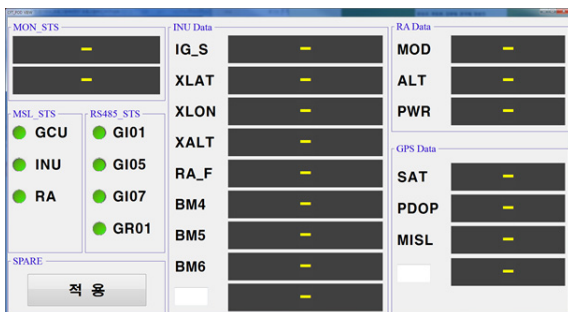 MON_STS
–
–
MSL_STS
GCU
INU
RA
RS485_STS
GI01
GI05
GI07
GR01
SPARE
적 용
INU Data
IG_S –
XLAT –
XLON –
XALT –
RA_F –
BM4 –
BM5 –
BM6 –
–
RA Data
MOD –
ALT –
PWR –
GPS Data
SAT –
PDOP –
MISL –
–